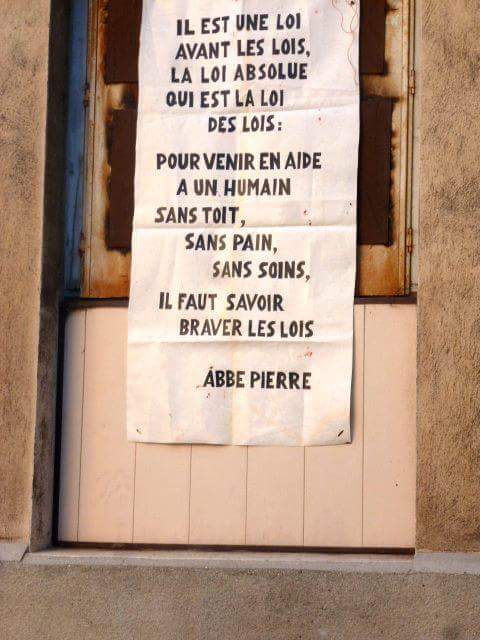 IL EST UNE LOI
AVANT LES LOIS,
LA LOI ABSOLUE
QUI EST LA LOI
DES LOIS:
POUR VENIR EN AIDE
A UN HUMAIN
SANS TOIT,
SANS PAIN,
SANS SOINS,
IL FAUT SAVOIR
BRAVER LES LOIS
ABBE PIERRE